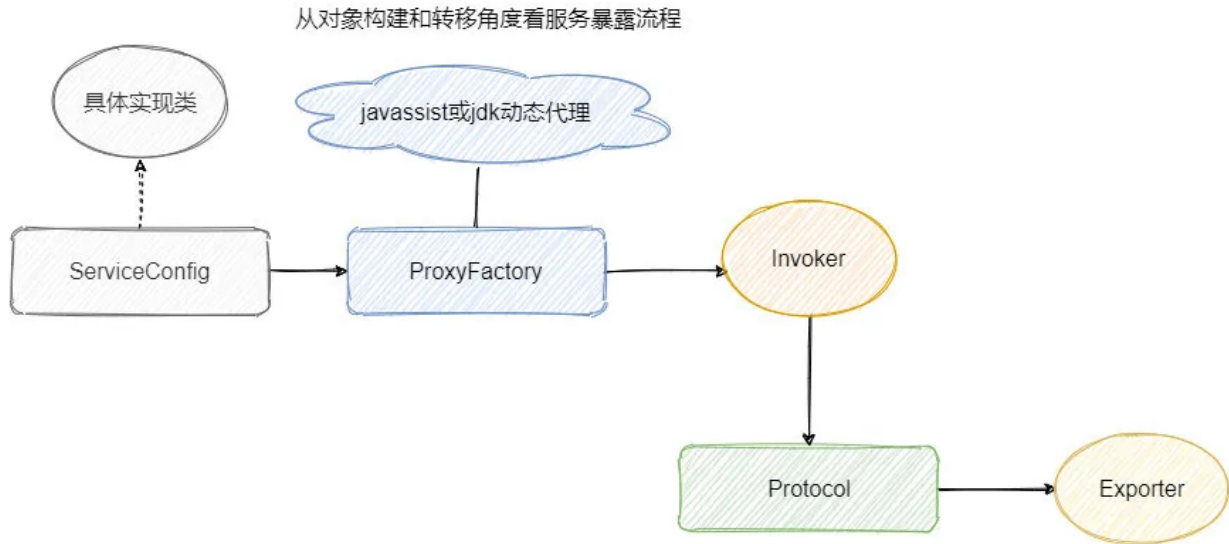 从对象构建和转移角度看服务暴露流程
具体实现类
javassist或jdk动态代理
ServiceConfig
ProxyFactory
Invoker
Protocol
Exporter